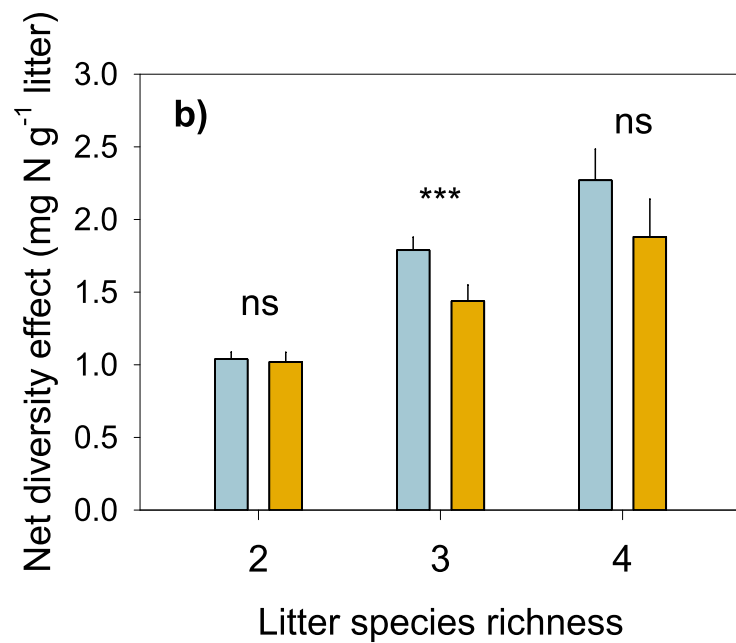 Net diversity effect (mg N g⁻¹ litter)
3.0
2.5
2.0
1.5
1.0
0.5
0.0
b)
ns
***
ns
2 3 4
Litter species richness